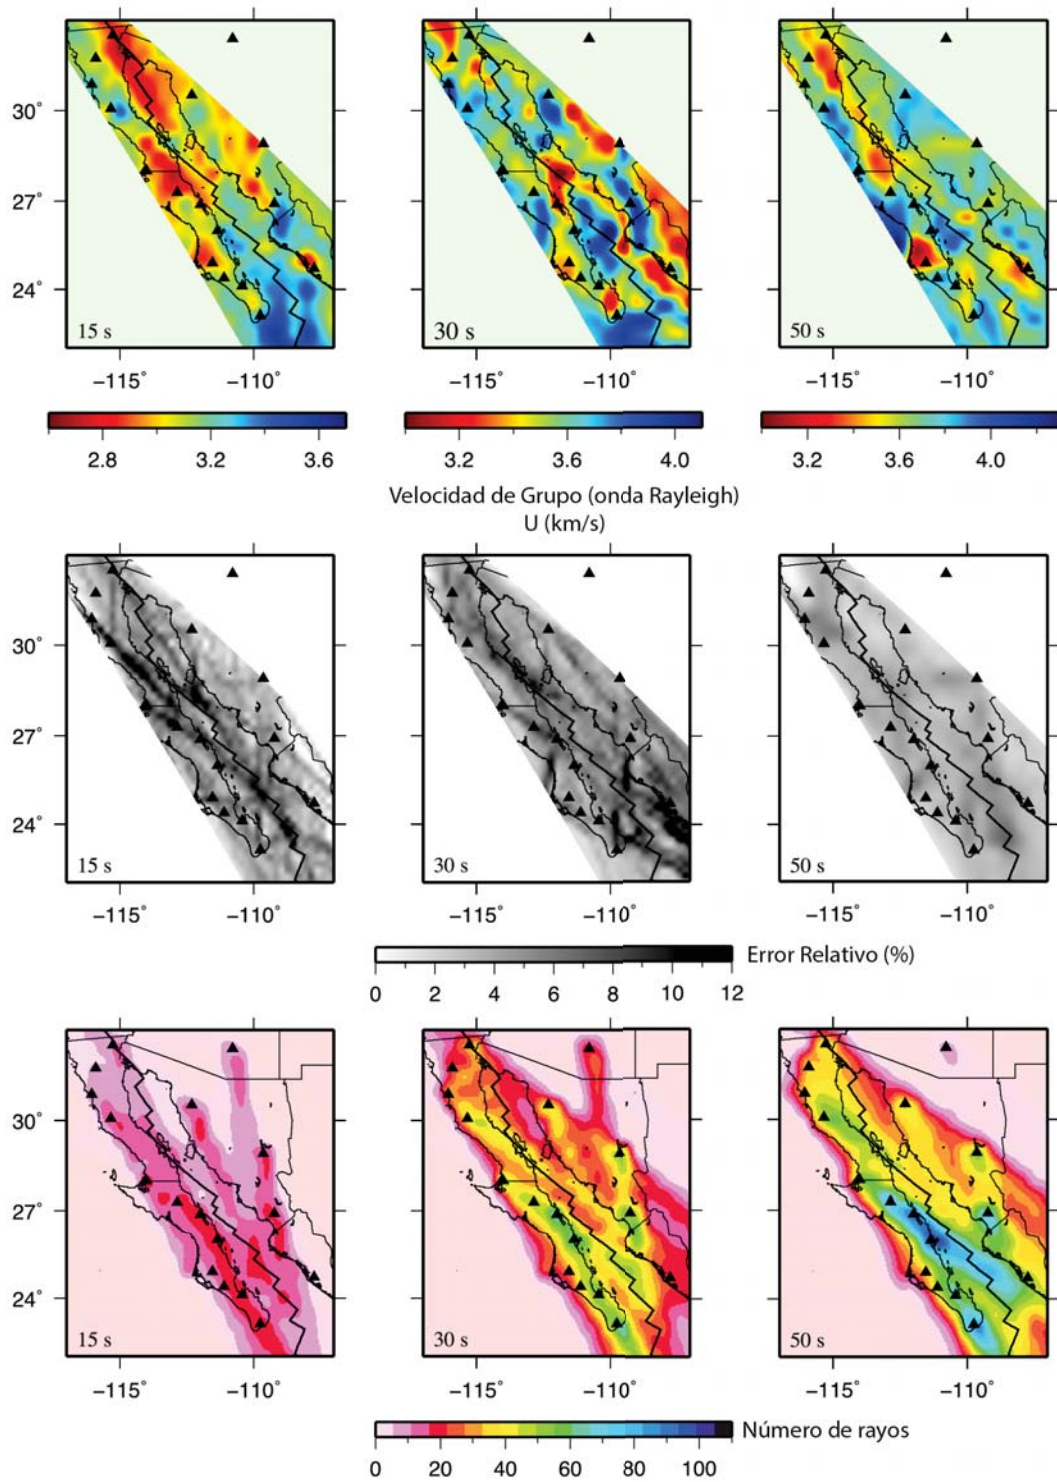 30°
27°
24°
15 s
30 s
50 s
−115° −110° −115° −110° −115° −110°
2.8 3.2 3.6 3.2 3.6 4.0 3.2 3.6 4.0
Velocidad de Grupo (onda Rayleigh)
U (km/s)
30°
27°
24°
15 s
30 s
50 s
−115° −110° −115° −110° −115° −110°
Error Relativo (%)
0 2 4 6 8 10 12
30°
27°
24°
15 s
30 s
50 s
−115° −110° −115° −110° −115° −110°
Número de rayos
0 20 40 60 80 100